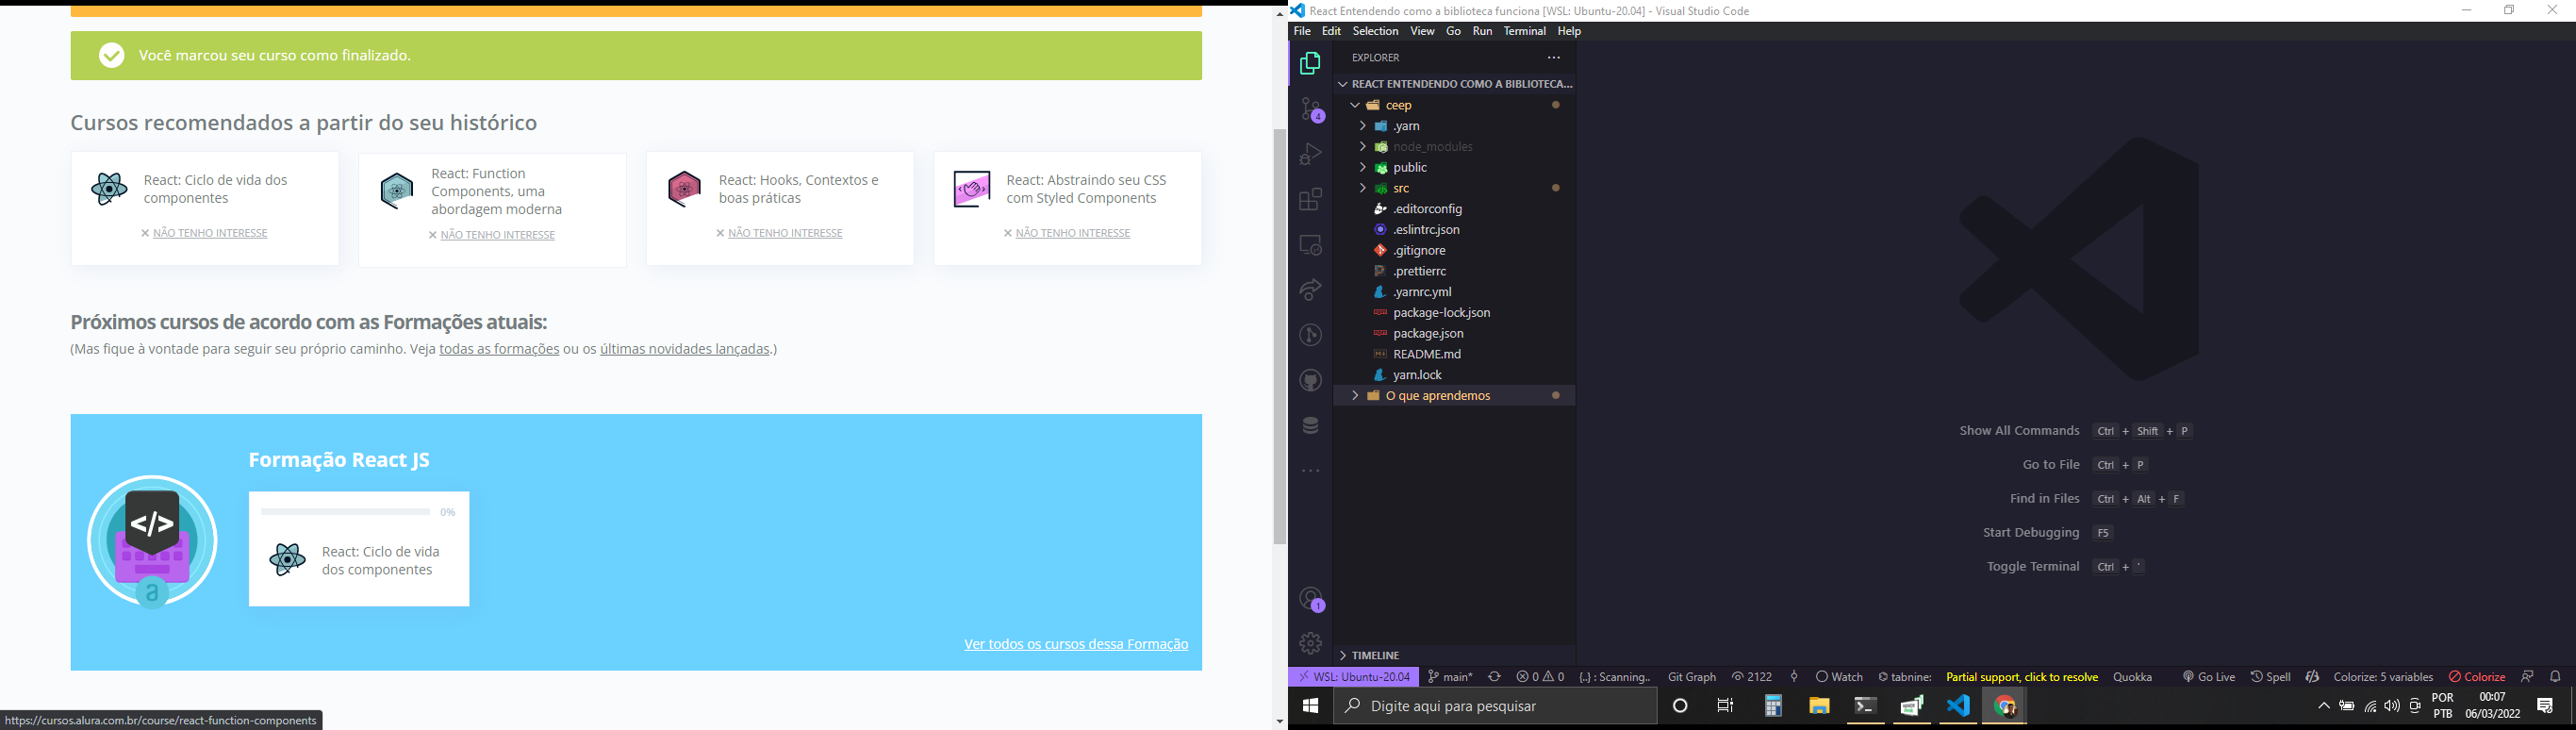 Você marcou seu curso como finalizado.
Cursos recomendados a partir do seu histórico
React: Ciclo de vida dos
componentes
× NÃO TENHO INTERESSE
React: Function
Components, uma
abordagem moderna
× NÃO TENHO INTERESSE
React: Hooks, Contextos e
boas práticas
× NÃO TENHO INTERESSE
React: Abstraindo seu CSS
com Styled Components
× NÃO TENHO INTERESSE
Próximos cursos de acordo com as Formações atuais:
(Mas fique à vontade para seguir seu próprio caminho. Veja todas as formações ou os últimas novidades lançadas.)
Formação React JS
0%
React: Ciclo de vida
dos componentes
</>
a
Ver todos os cursos dessa Formação
https://cursos.alura.com.br/course/react-function-components
React Entendendo como a biblioteca funciona [WSL: Ubuntu-20.04] - Visual Studio Code
File Edit Selection View Go Run Terminal Help
EXPLORER
REACT ENTENDENDO COMO A BIBLIOTECA...
ceep
.yarn
node_modules
public
src
.editorconfig
.eslintrc.json
.gitignore
.prettierrc
.yarnrc.yml
package-lock.json
package.json
README.md
yarn.lock
O que aprendemos
TIMELINE
4
1
Show All Commands Ctrl + Shift + P
Go to File Ctrl + P
Find in Files Ctrl + Alt + F
Start Debugging F5
Toggle Terminal Ctrl + '
WSL: Ubuntu-20.04 main* 0 0 {..} : Scanning.. Git Graph 2122 Watch tabnine: Partial support, click to resolve Quokka Go Live Spell Colorize: 5 variables Colorize
Digite aqui para pesquisar
POR
PTB
00:07
06/03/2022